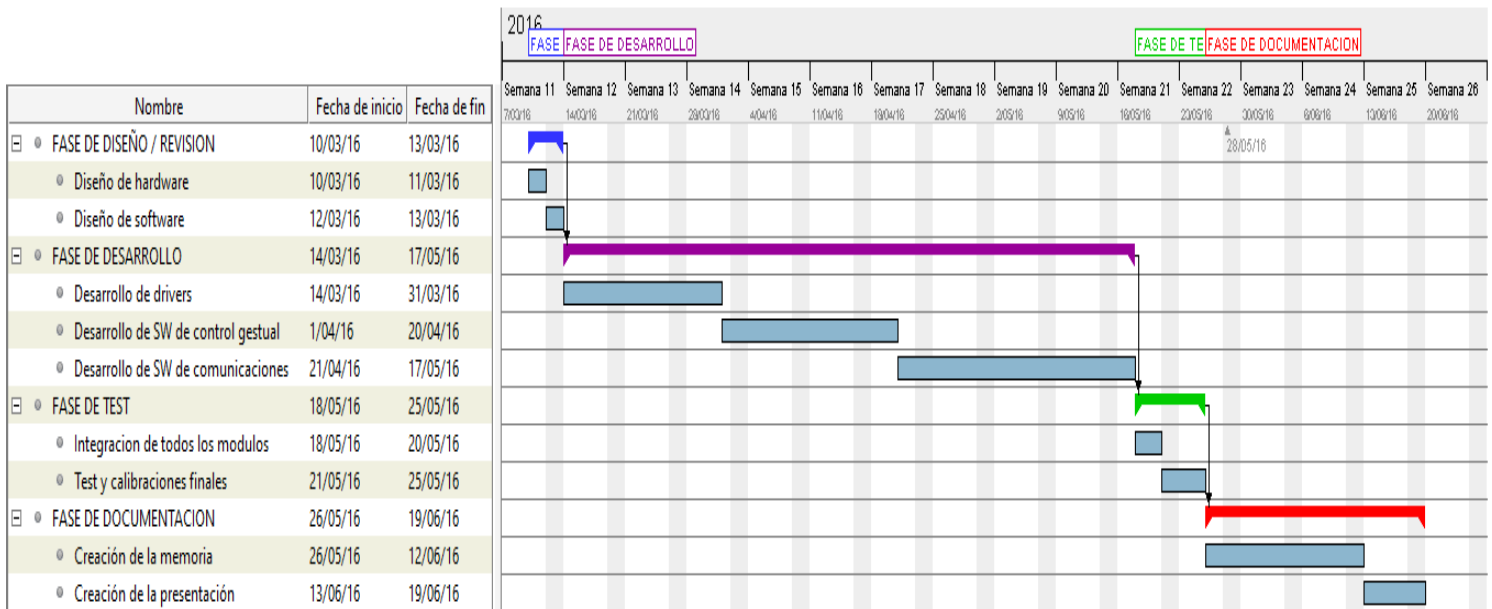 2016
FASE FASE DE DESARROLLO FASE DE TE FASE DE DOCUMENTACION
Semana 11 Semana 12 Semana 13 Semana 14 Semana 15 Semana 16 Semana 17 Semana 18 Semana 19 Semana 20 Semana 21 Semana 22 Semana 23 Semana 24 Semana 25 Semana 26
7/03/16 14/03/16 21/03/16 28/03/16 4/04/16 11/04/16 18/04/16 25/04/16 2/05/16 9/05/16 16/05/16 23/05/16 30/05/16 6/06/16 13/06/16 20/06/16
28/05/16
Nombre Fecha de inicio Fecha de fin
FASE DE DISEÑO / REVISION 10/03/16 13/03/16
Diseño de hardware 10/03/16 11/03/16
Diseño de software 12/03/16 13/03/16
FASE DE DESARROLLO 14/03/16 17/05/16
Desarrollo de drivers 14/03/16 31/03/16
Desarrollo de SW de control gestual 1/04/16 20/04/16
Desarrollo de SW de comunicaciones 21/04/16 17/05/16
FASE DE TEST 18/05/16 25/05/16
Integracion de todos los modulos 18/05/16 20/05/16
Test y calibraciones finales 21/05/16 25/05/16
FASE DE DOCUMENTACION 26/05/16 19/06/16
Creación de la memoria 26/05/16 12/06/16
Creación de la presentación 13/06/16 19/06/16